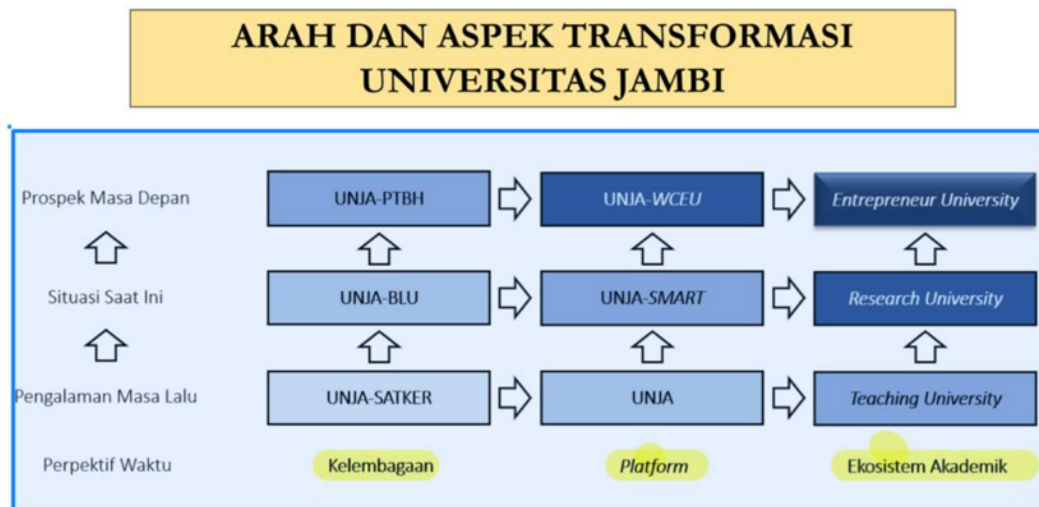 ARAH DAN ASPEK TRANSFORMASI
UNIVERSITAS JAMBI
Prospek Masa Depan
UNJA-PTBH
UNJA-WCEU
Entrepreneur University
Situasi Saat Ini
UNJA-BLU
UNJA-SMART
Research University
Pengalaman Masa Lalu
UNJA-SATKER
UNJA
Teaching University
Perpektif Waktu
Kelembagaan
Platform
Ekosistem Akademik